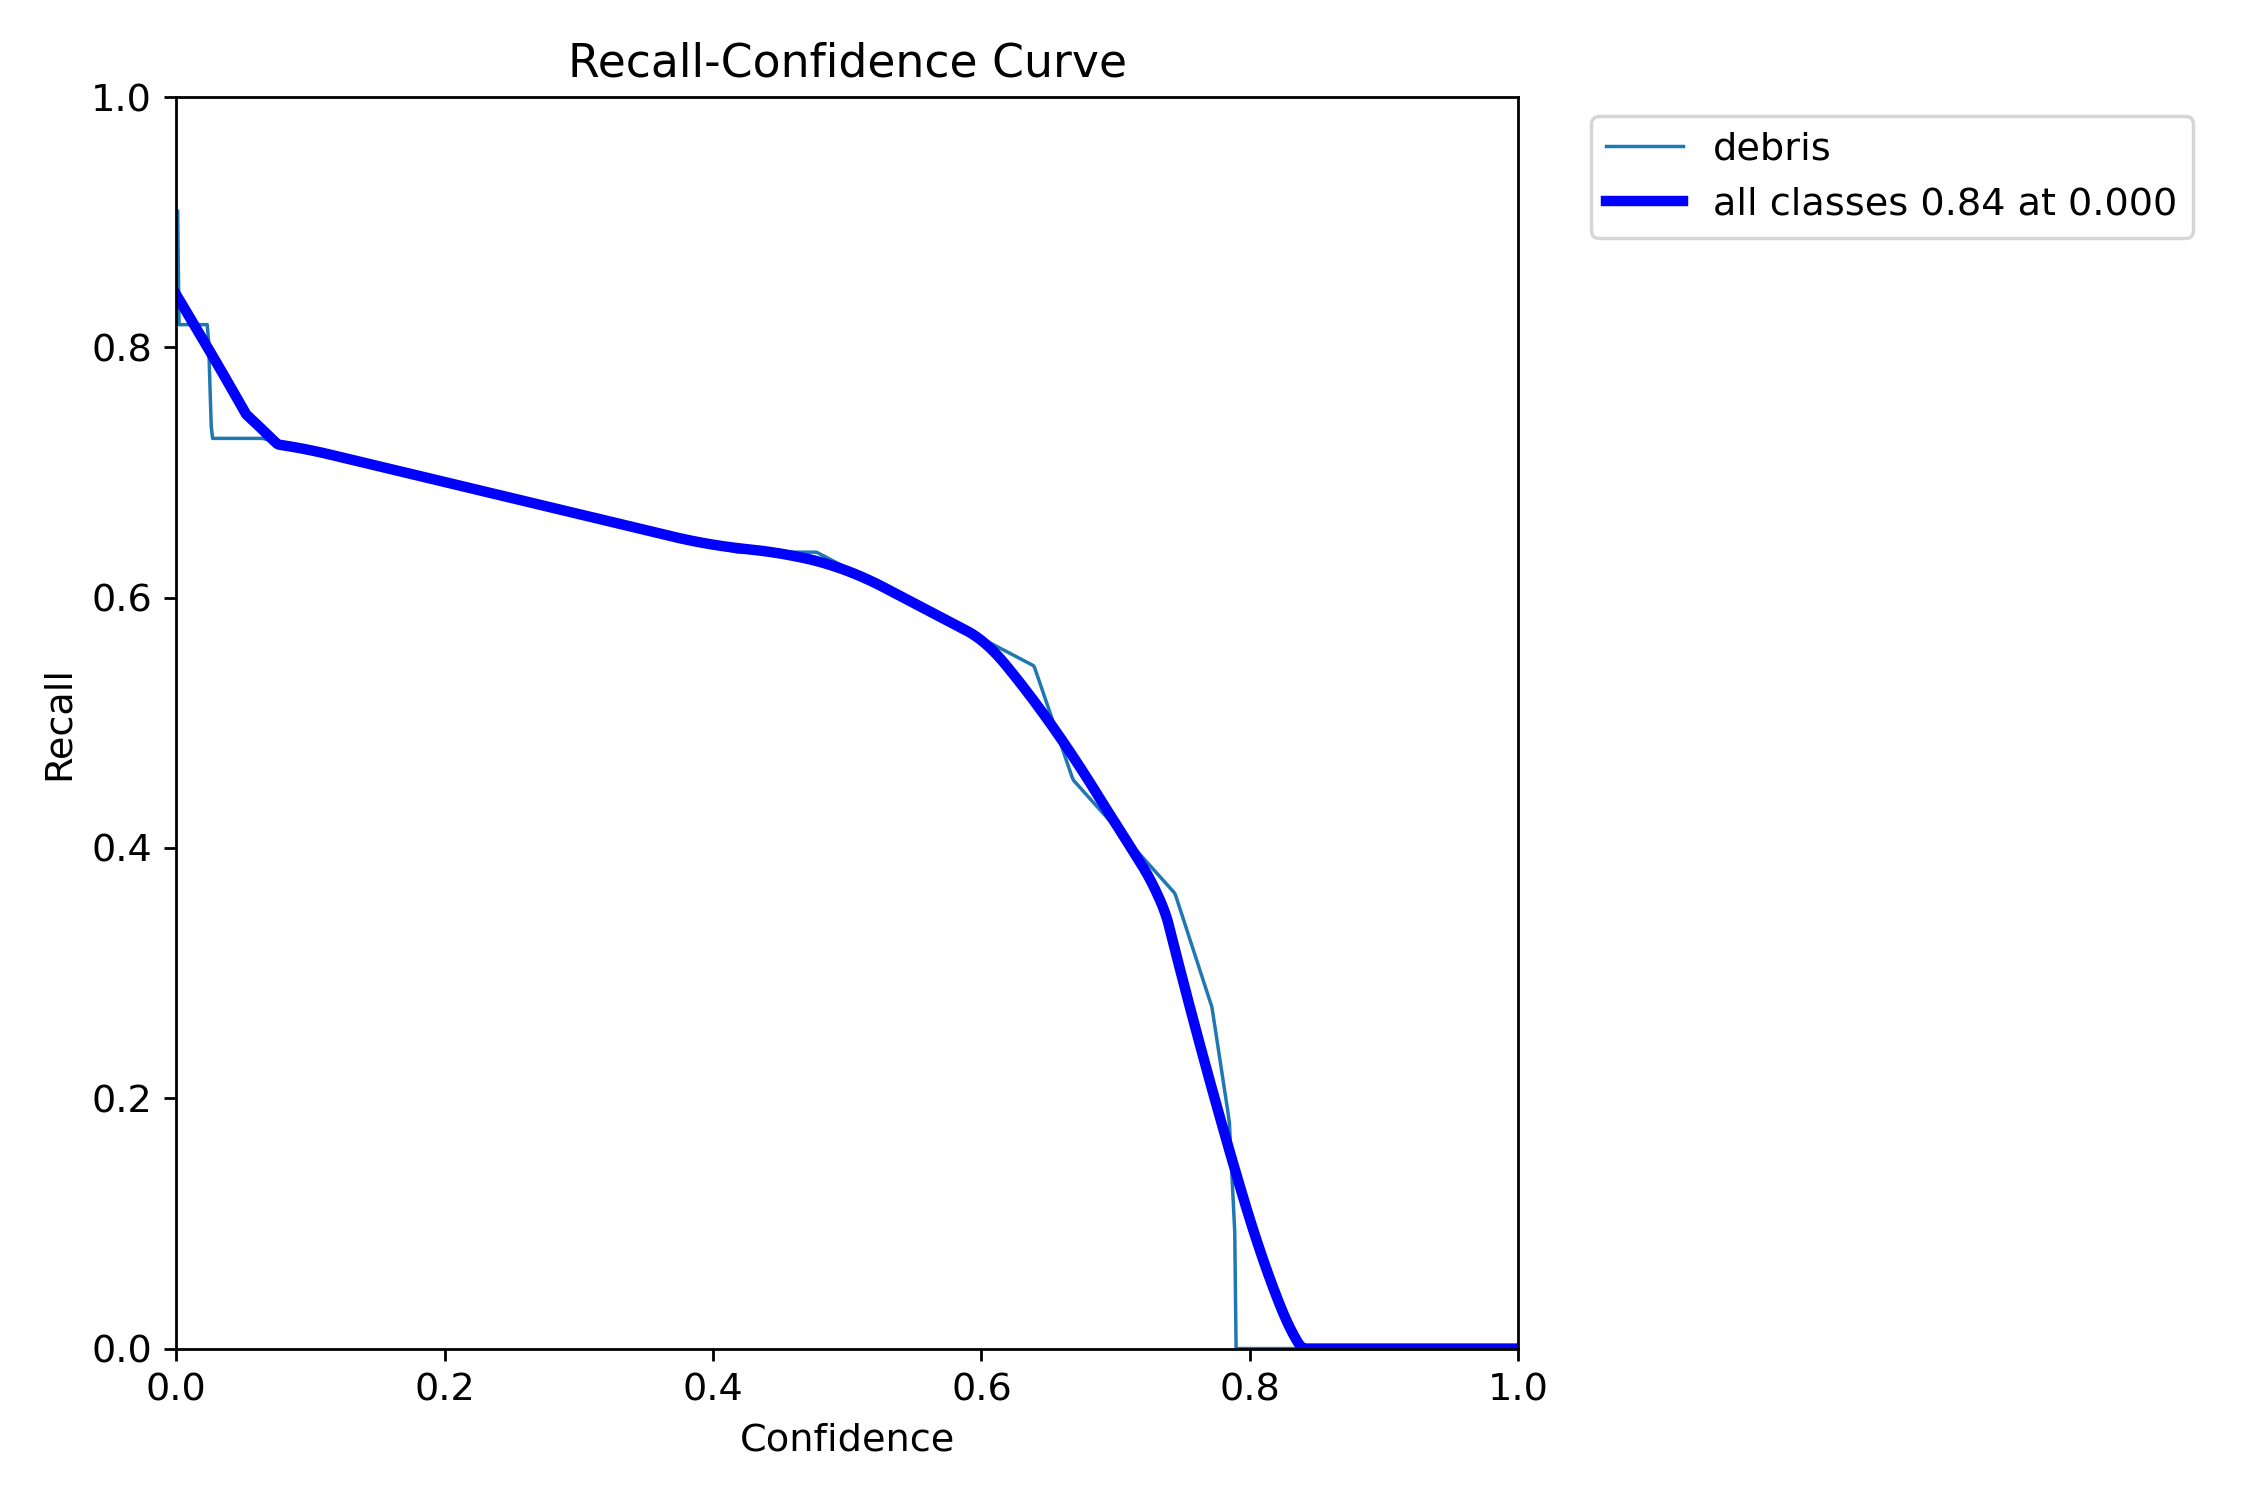 Recall-Confidence Curve
1.0
0.8
0.6
0.4
0.2
0.0
Recall
0.0 0.2 0.4 0.6 0.8 1.0
Confidence
debris
all classes 0.84 at 0.000